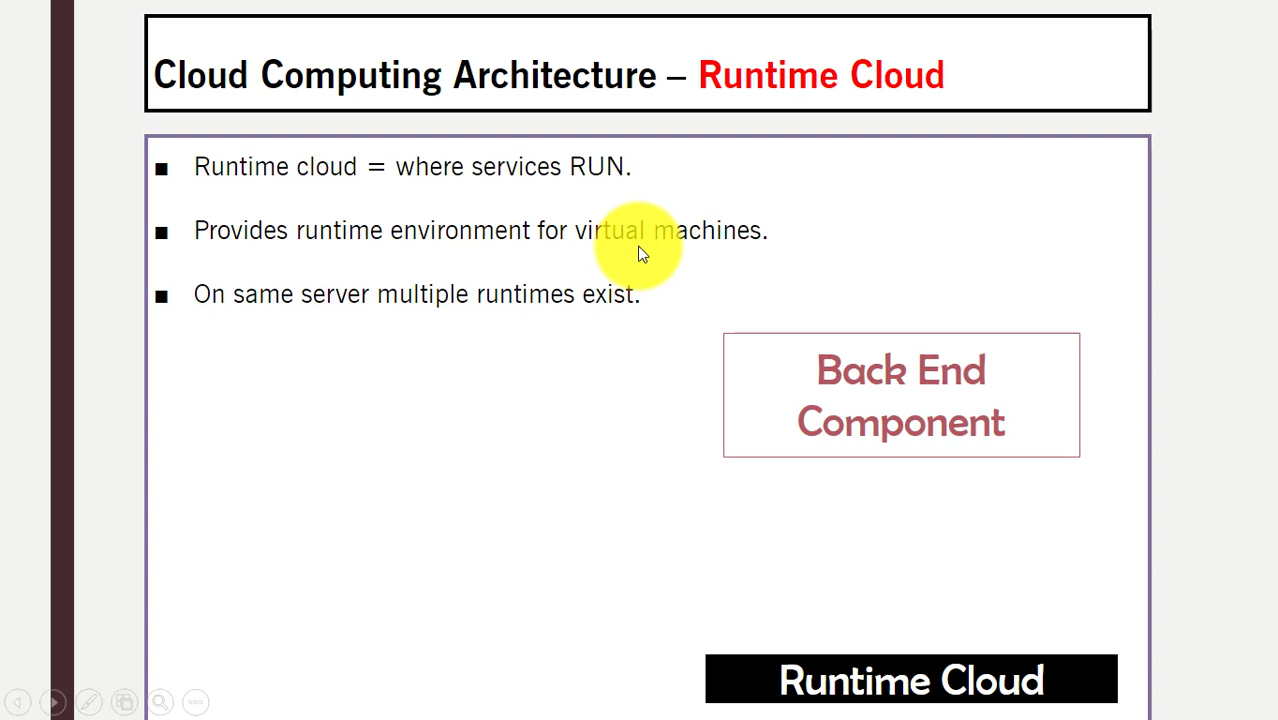 Cloud Computing Architecture – Runtime Cloud
Runtime cloud = where services RUN.
Provides runtime environment for virtual machines.
On same server multiple runtimes exist.
Back End
Component
Runtime Cloud